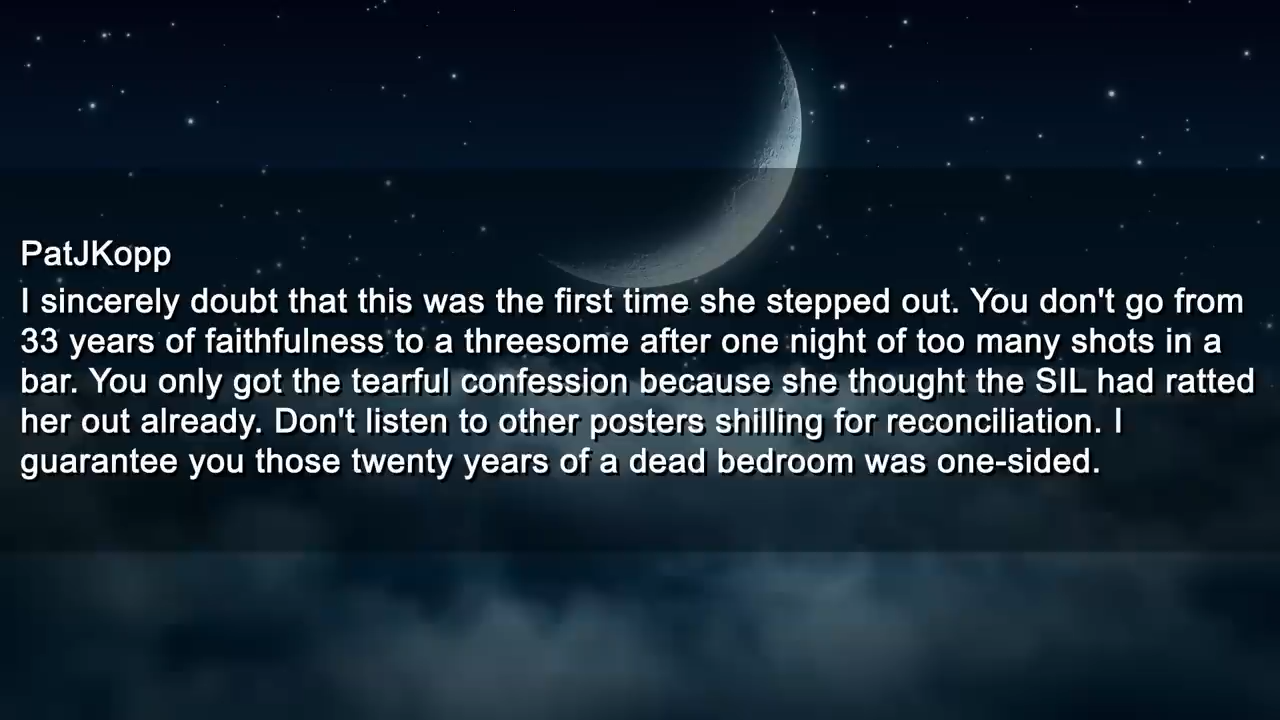 PatJKopp
I sincerely doubt that this was the first time she stepped out. You don't go from
33 years of faithfulness to a threesome after one night of too many shots in a
bar. You only got the tearful confession because she thought the SIL had ratted
her out already. Don't listen to other posters shilling for reconciliation. I
guarantee you those twenty years of a dead bedroom was one-sided.